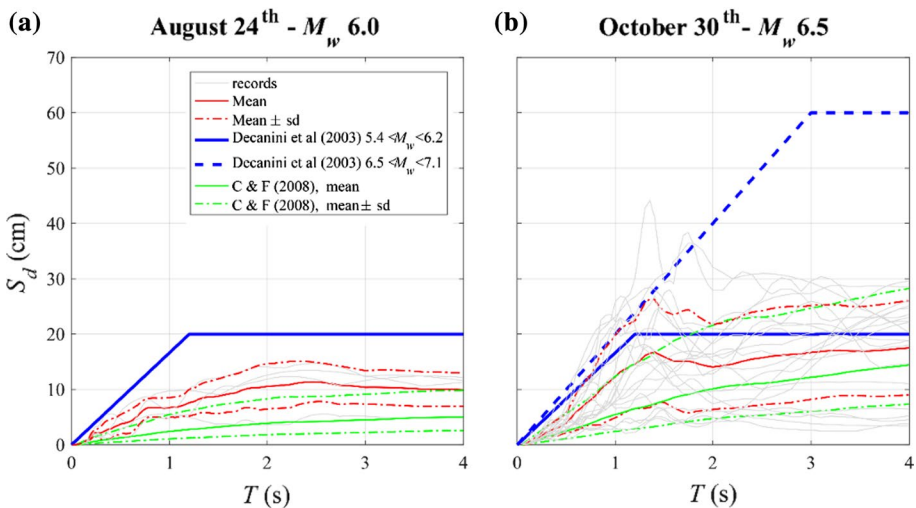 (a) August 24th - Mw 6.0
(b) October 30th- Mw 6.5
70
60
50
40
30
20
10
0
Sd (cm)
records
Mean
Mean ± sd
Decanini et al (2003) 5.4 <Mw<6.2
Decanini et al (2003) 6.5 <Mw<7.1
C & F (2008), mean
C & F (2008), mean± sd
0 1 2 3 4
T (s)
0 1 2 3 4
T (s)